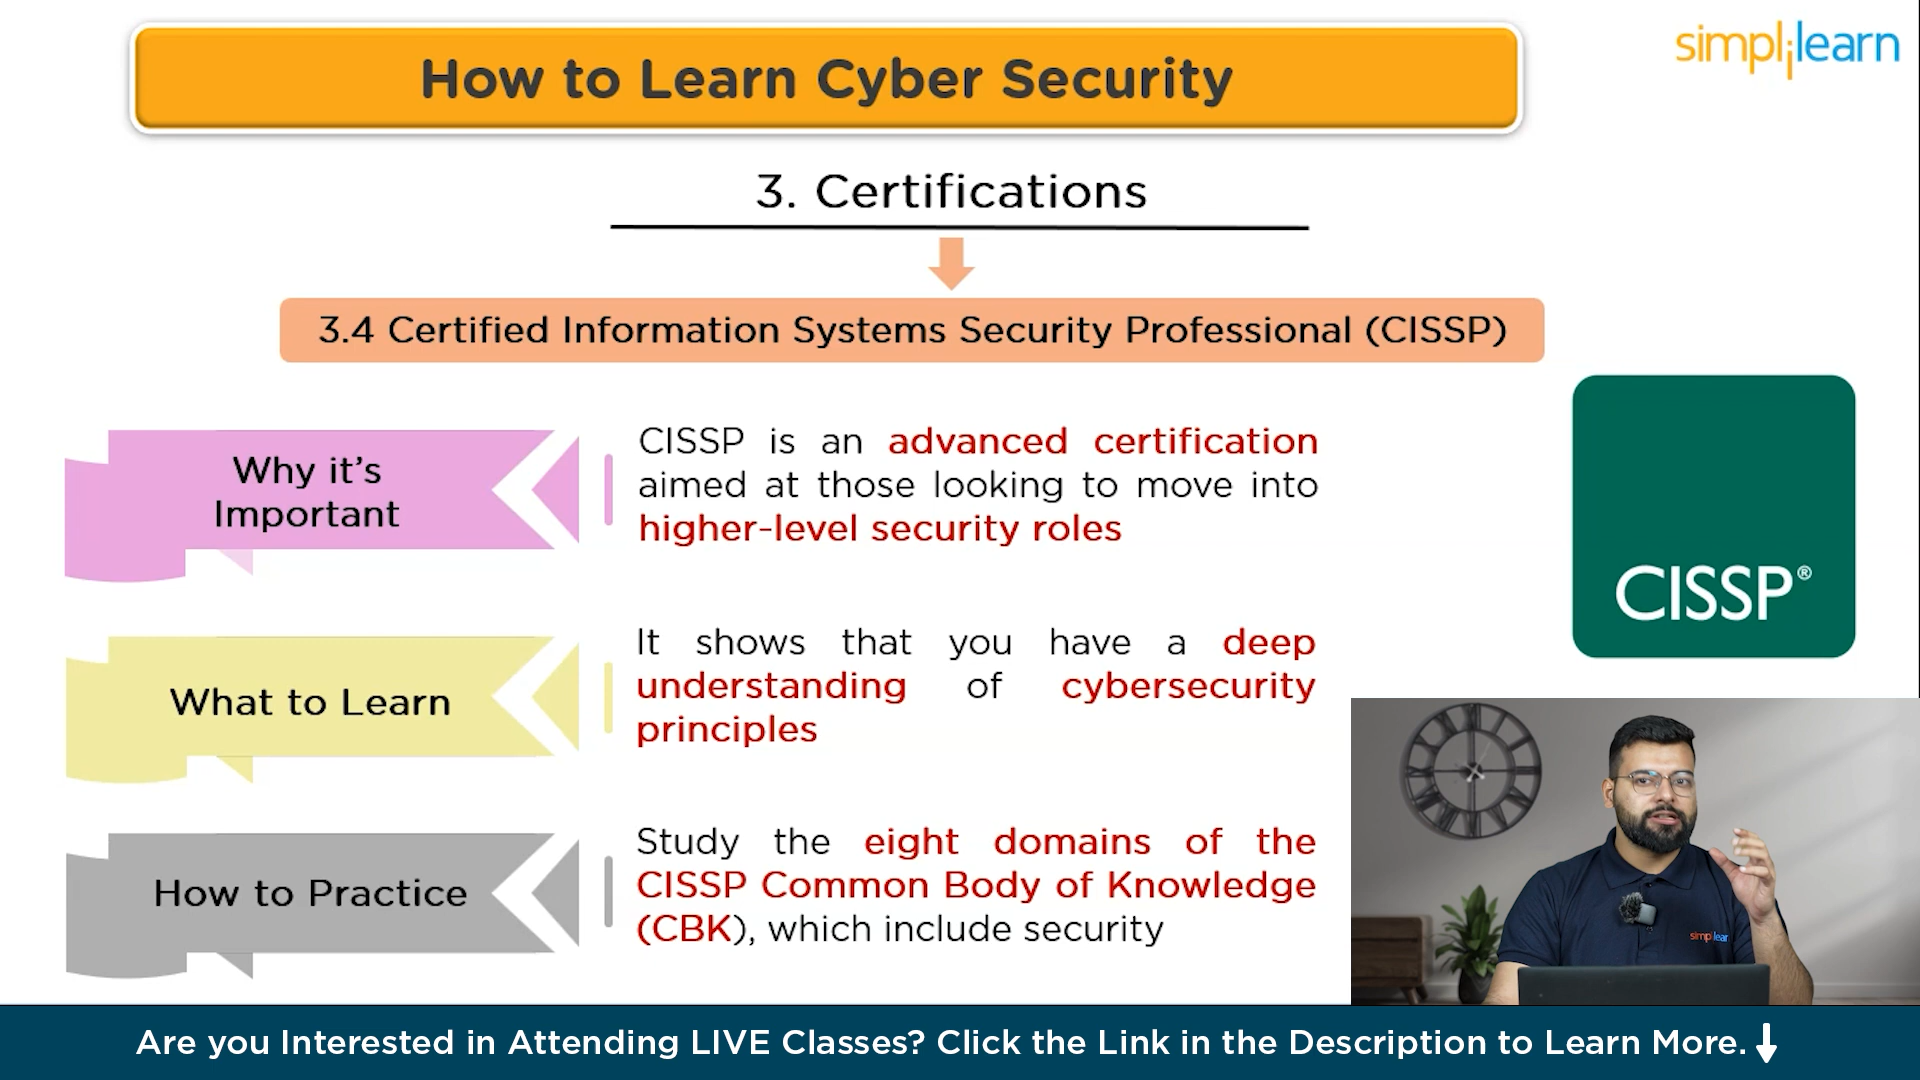 How to Learn Cyber Security
simplilearn
3. Certifications
3.4 Certified Information Systems Security Professional (CISSP)
Why it's
Important
CISSP is an advanced certification
aimed at those looking to move into
higher-level security roles
CISSP®
What to Learn
It shows that you have a deep
understanding of cybersecurity
principles
How to Practice
Study the eight domains of the
CISSP Common Body of Knowledge
(CBK), which include security
simplilearn
Are you Interested in Attending LIVE Classes? Click the Link in the Description to Learn More.